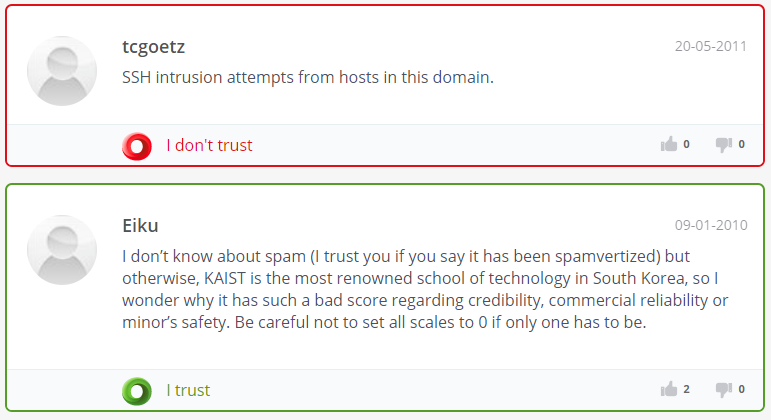 tcgoetz
20-05-2011
SSH intrusion attempts from hosts in this domain.
I don't trust
0
0
Eiku
09-01-2010
I don’t know about spam (I trust you if you say it has been spamvertized) but
otherwise, KAIST is the most renowned school of technology in South Korea, so I
wonder why it has such a bad score regarding credibility, commercial reliability or
minor’s safety. Be careful not to set all scales to 0 if only one has to be.
I trust
2
0